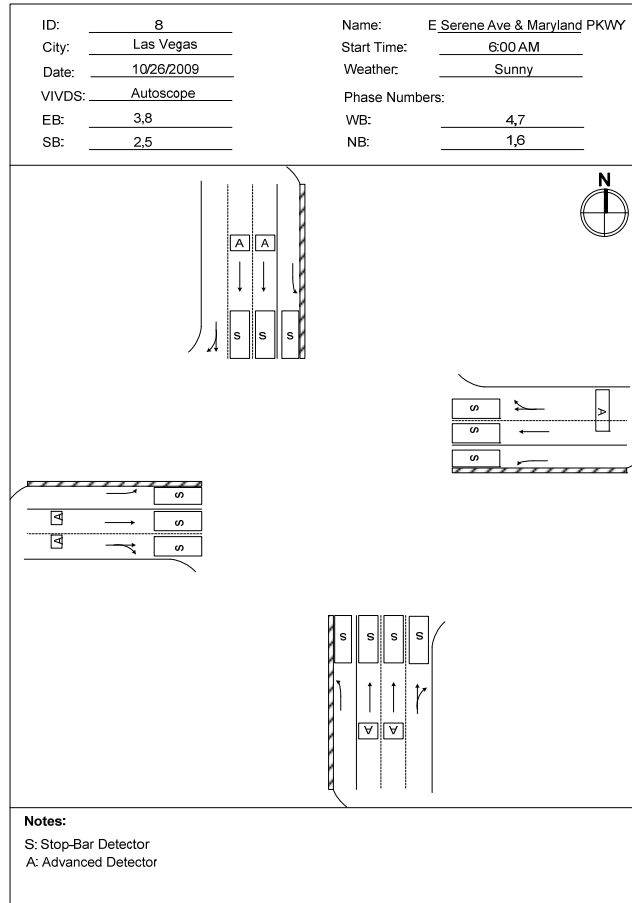 ID: 8 Name: E Serene Ave & Maryland PKWY
City: Las Vegas Start Time: 6:00 AM
Date: 10/26/2009 Weather: Sunny
VIVDS: Autoscope Phase Numbers:
EB: 3,8 WB: 4,7
SB: 2,5 NB: 1,6
N
A A
S S S
S A
S
S
S
A S
A S
S S S S
A A
Notes:
S: Stop-Bar Detector
A: Advanced Detector